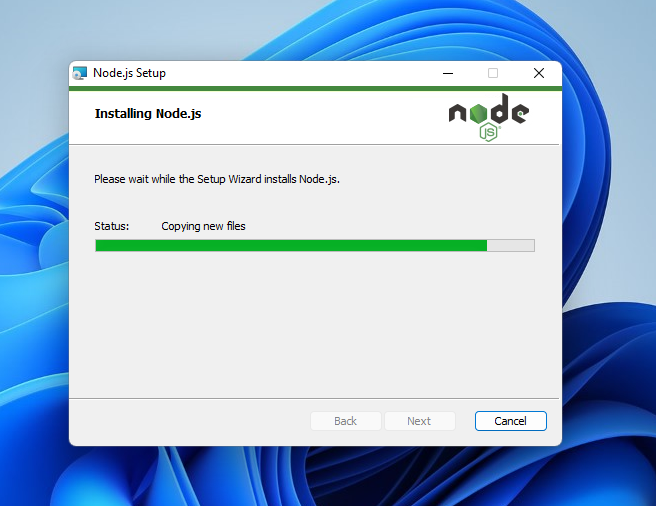 Node.js Setup
Installing Node.js
node
JS
®
Please wait while the Setup Wizard installs Node.js.
Status: Copying new files
Back Next Cancel